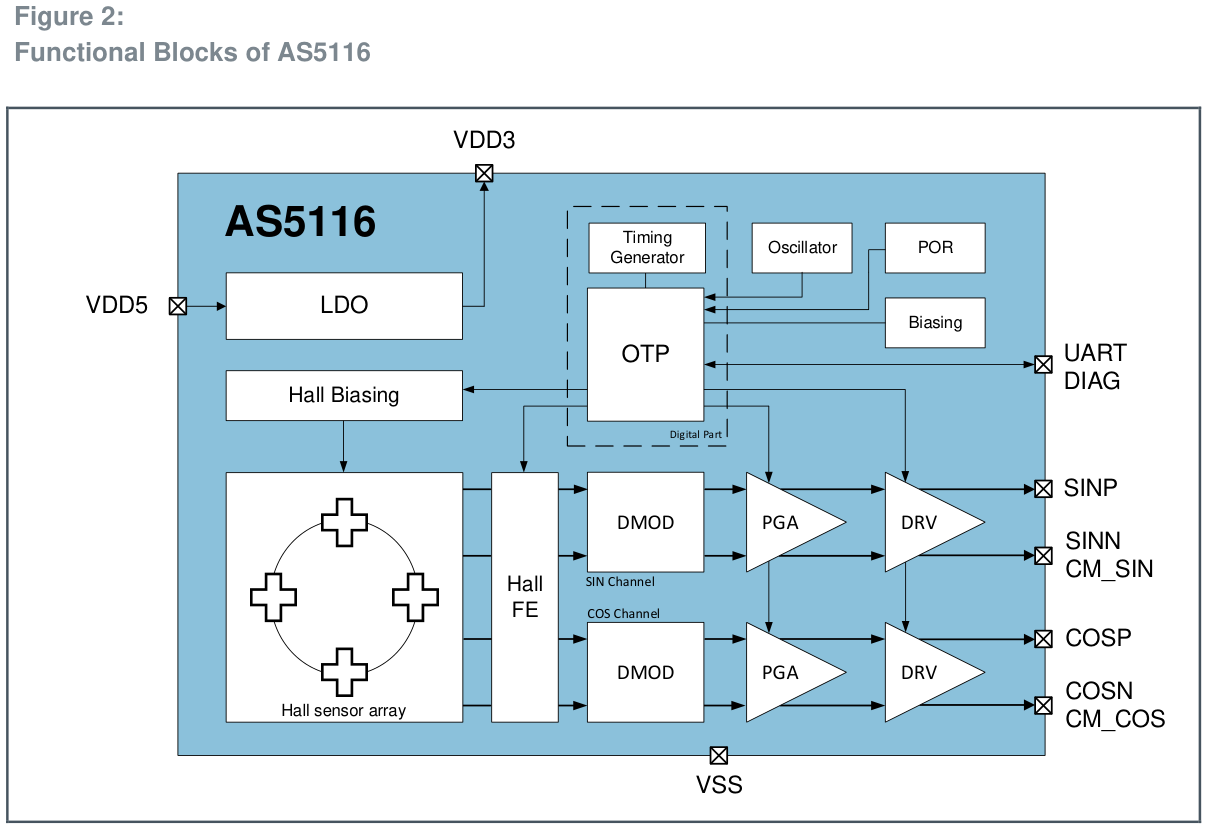 Figure 2:
Functional Blocks of AS5116
VDD3
AS5116
Timing
Generator
Oscillator
POR
VDD5
LDO
Biasing
OTP
UART
DIAG
Hall Biasing
Digital Part
DMOD
PGA
DRV
SINP
SINN
CM_SIN
SIN Channel
Hall
FE
COS Channel
DMOD
PGA
DRV
COSP
COSN
CM_COS
Hall sensor array
VSS